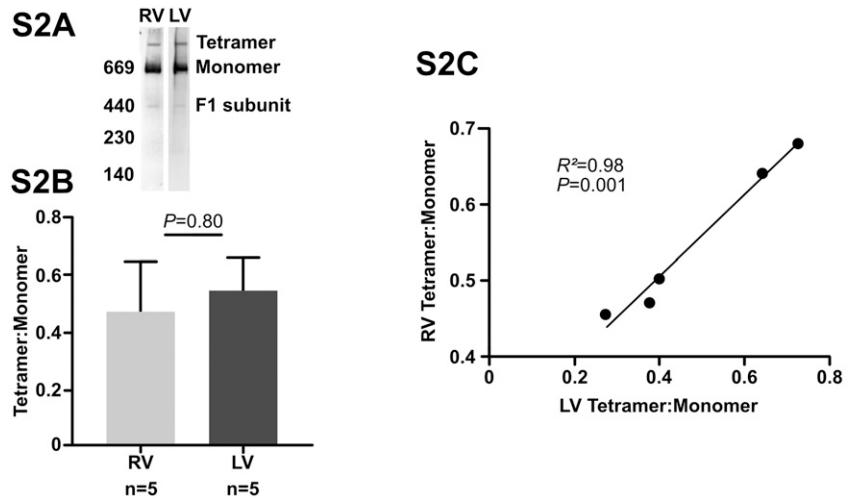 S2A
RV LV
Tetramer
669 Monomer
440 F1 subunit
230
140
S2B
P=0.80
0.8
0.6
0.4
0.2
0
Tetramer:Monomer
RV LV
n=5 n=5
S2C
R²=0.98
P=0.001
0.7
0.6
0.5
0.4
RV Tetramer:Monomer
0 0.2 0.4 0.6 0.8
LV Tetramer:Monomer